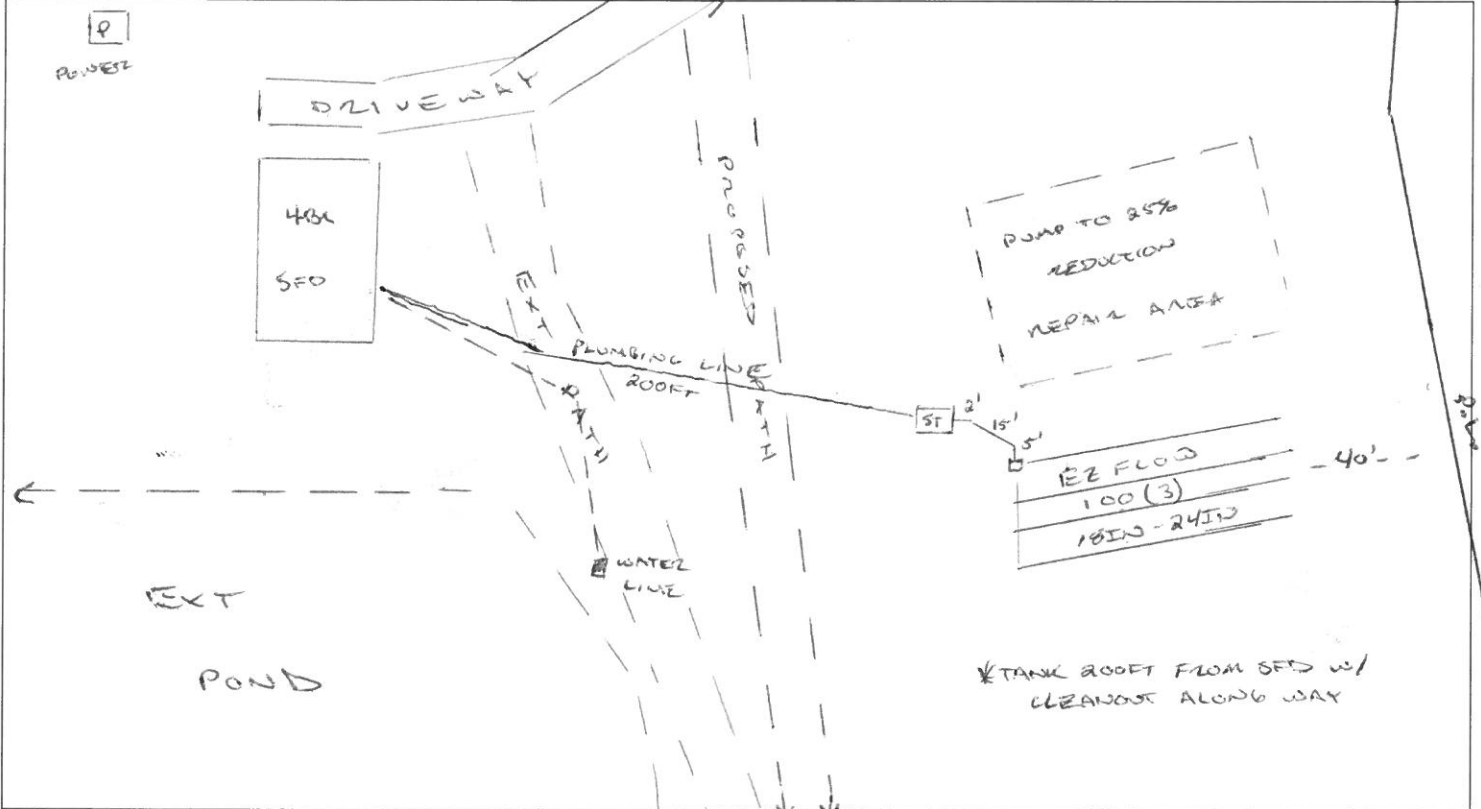 P
POWER
DRIVEWAY
4BR
SFD
EXT
PATH
PROPOSED
PATH
PLUMBING LINE
200FT
PUMP TO 25%
REDUCTION
REPAIR AREA
ST
2'
15'
5'
EZ FLOW
100 (3)
18IN - 24IN
40'
WATER
LINE
EXT
POND
*TANK 200FT FROM SFD W/
CLEANOUT ALONG WAY